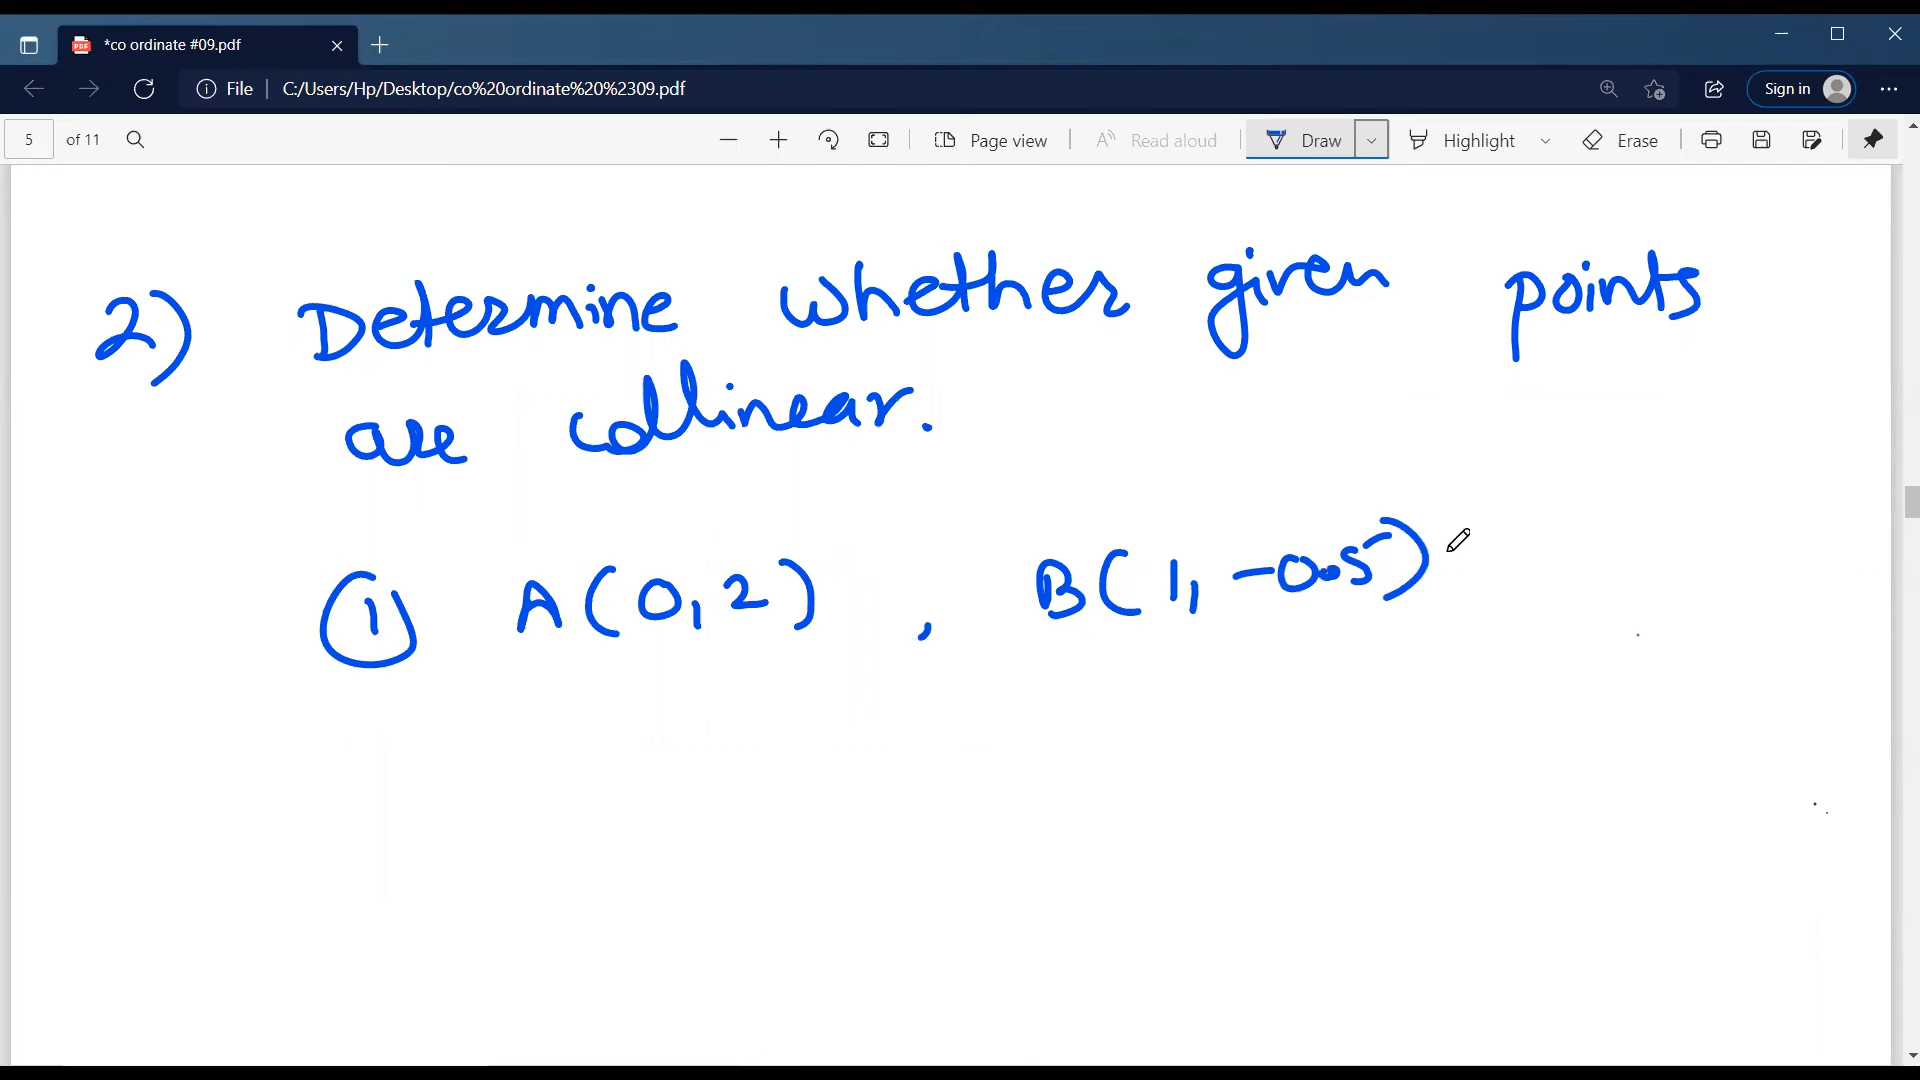 *co ordinate #09.pdf
File | C:/Users/Hp/Desktop/co%20ordinate%20%2309.pdf
Sign in
5 of 11
Page view
Read aloud
Draw
Highlight
Erase
2) Determine whether given points
are collinear.
① A(0,2) , B(1,-0.5)